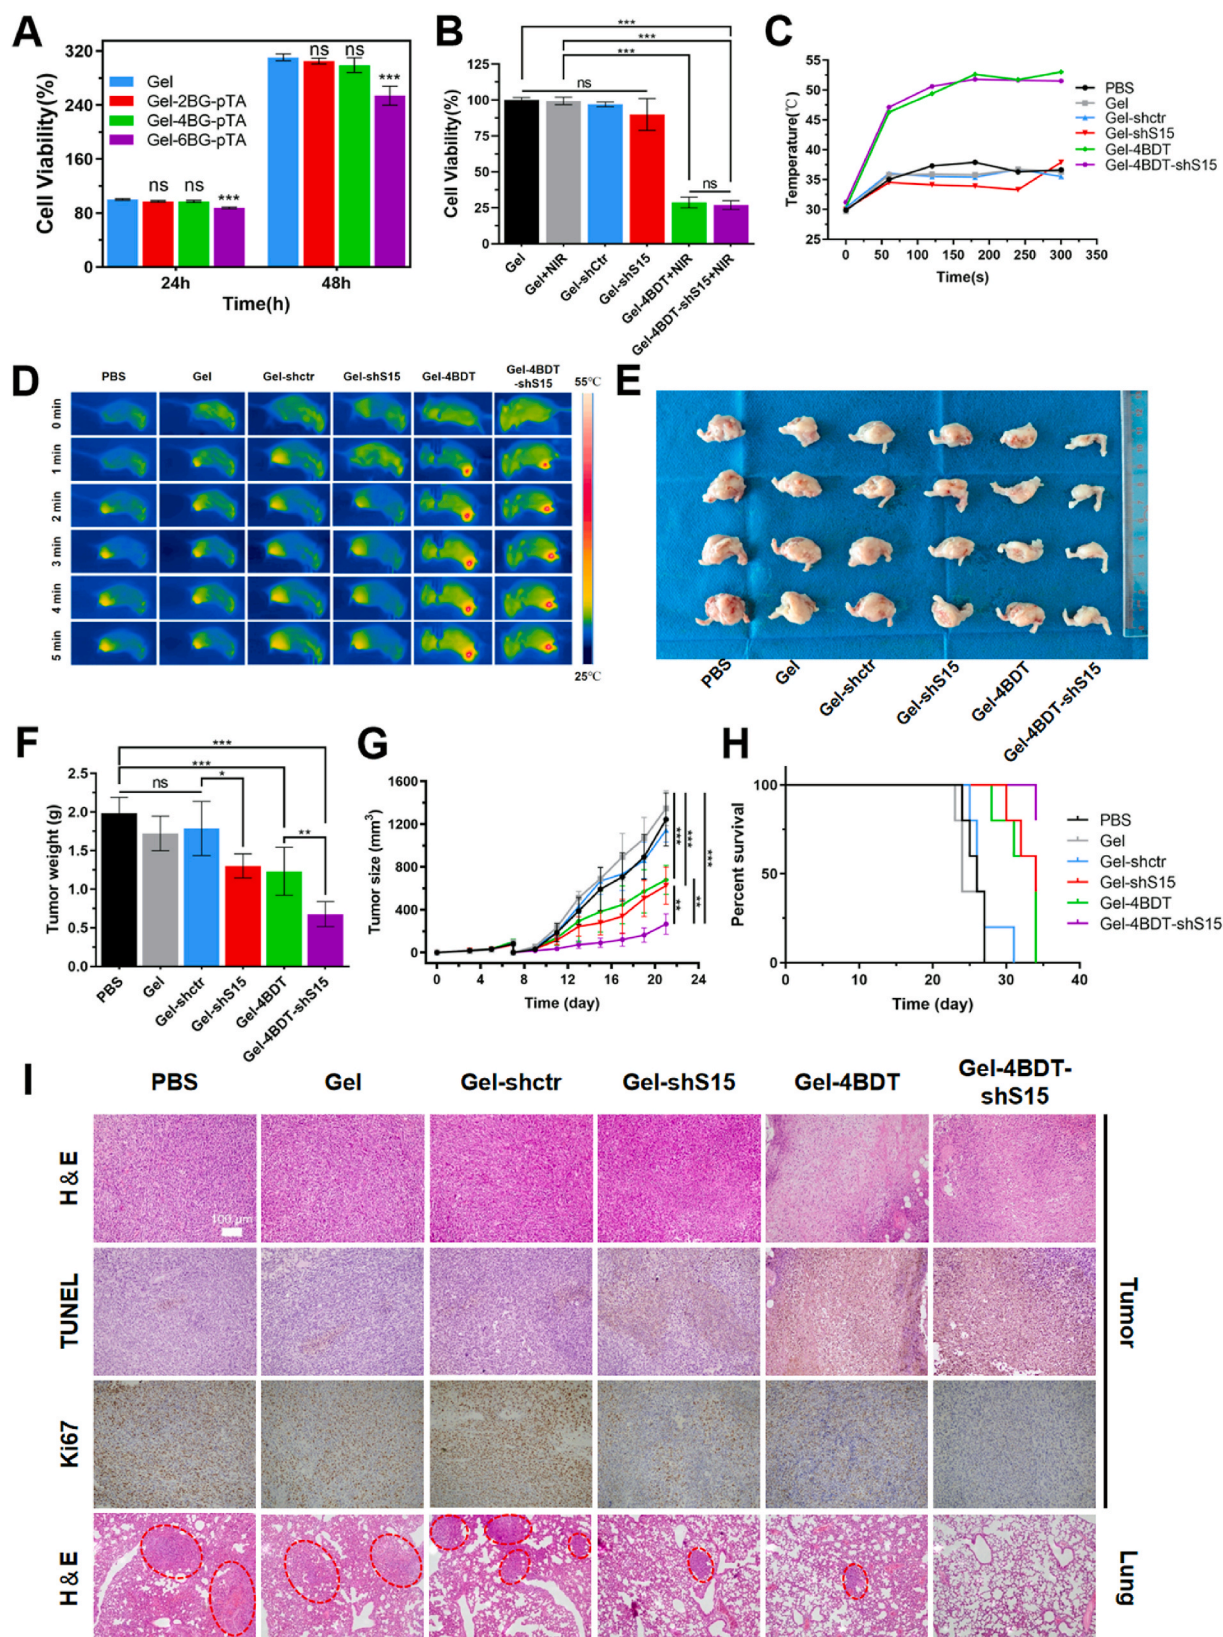 A
Cell Viability(%)
320
240
160
80
0
Gel
Gel-2BG-pTA
Gel-4BG-pTA
Gel-6BG-pTA
ns ns ***
ns ns ***
24h 48h
Time(h)
B
Cell Viability(%)
125
100
75
50
25
0
***
***
***
ns
ns
Gel
Gel+NIR
Gel-shCtr
Gel-shS15
Gel-4BDT+NIR
Gel-4BDT-shS15+NIR
C
Temperature(℃)
55
50
45
40
35
30
25
0 50 100 150 200 250 300 350
Time(s)
PBS
Gel
Gel-shctr
Gel-shS15
Gel-4BDT
Gel-4BDT-shS15
D
PBS Gel Gel-shctr Gel-shS15 Gel-4BDT Gel-4BDT
-shS15
0 min
1 min
2 min
3 min
4 min
5 min
55℃
25℃
E
PBS
Gel
Gel-shctr
Gel-shS15
Gel-4BDT
Gel-4BDT-shS15
F
Tumor weight (g)
2.5
2.0
1.5
1.0
0.5
0.0
***
***
ns
*
**
PBS
Gel
Gel-shctr
Gel-shS15
Gel-4BDT
Gel-4BDT-shS15
G
Tumor size (mm³)
1600
1200
800
400
0
0 4 8 12 16 20 24
Time (day)
***
***
***
**
**
H
Percent survival
100
50
0
0 10 20 30 40
Time (day)
PBS
Gel
Gel-shctr
Gel-shS15
Gel-4BDT
Gel-4BDT-shS15
I
PBS Gel Gel-shctr Gel-shS15 Gel-4BDT Gel-4BDT-
shS15
H&E
100 μm
TUNEL
Ki67
Tumor
H&E
Lung